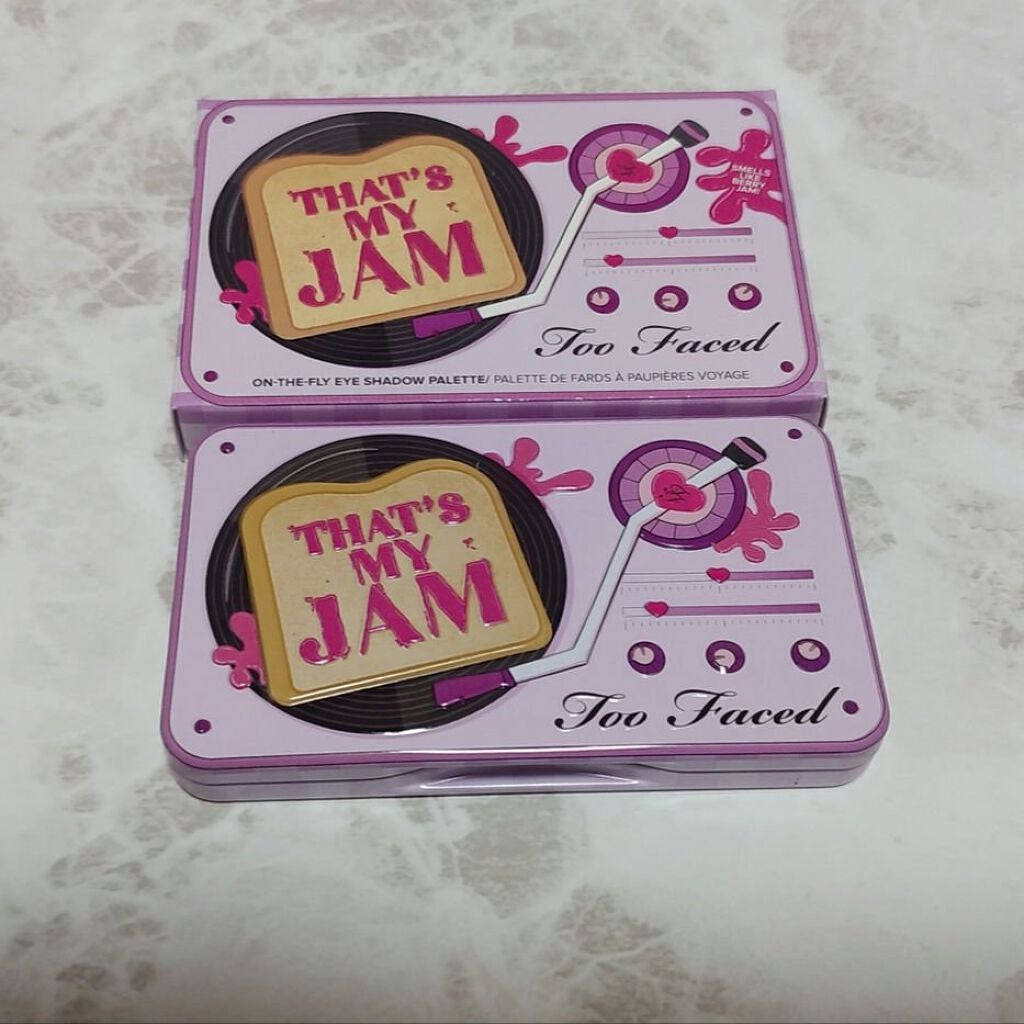 THAT'S
MY
JAM
SMELLS
LIKE
BERRY
JAM!
Too Faced
ON-THE-FLY EYE SHADOW PALETTE/ PALETTE DE FARDS À PAUPIÈRES VOYAGE
THAT'S
MY
JAM
Too Faced